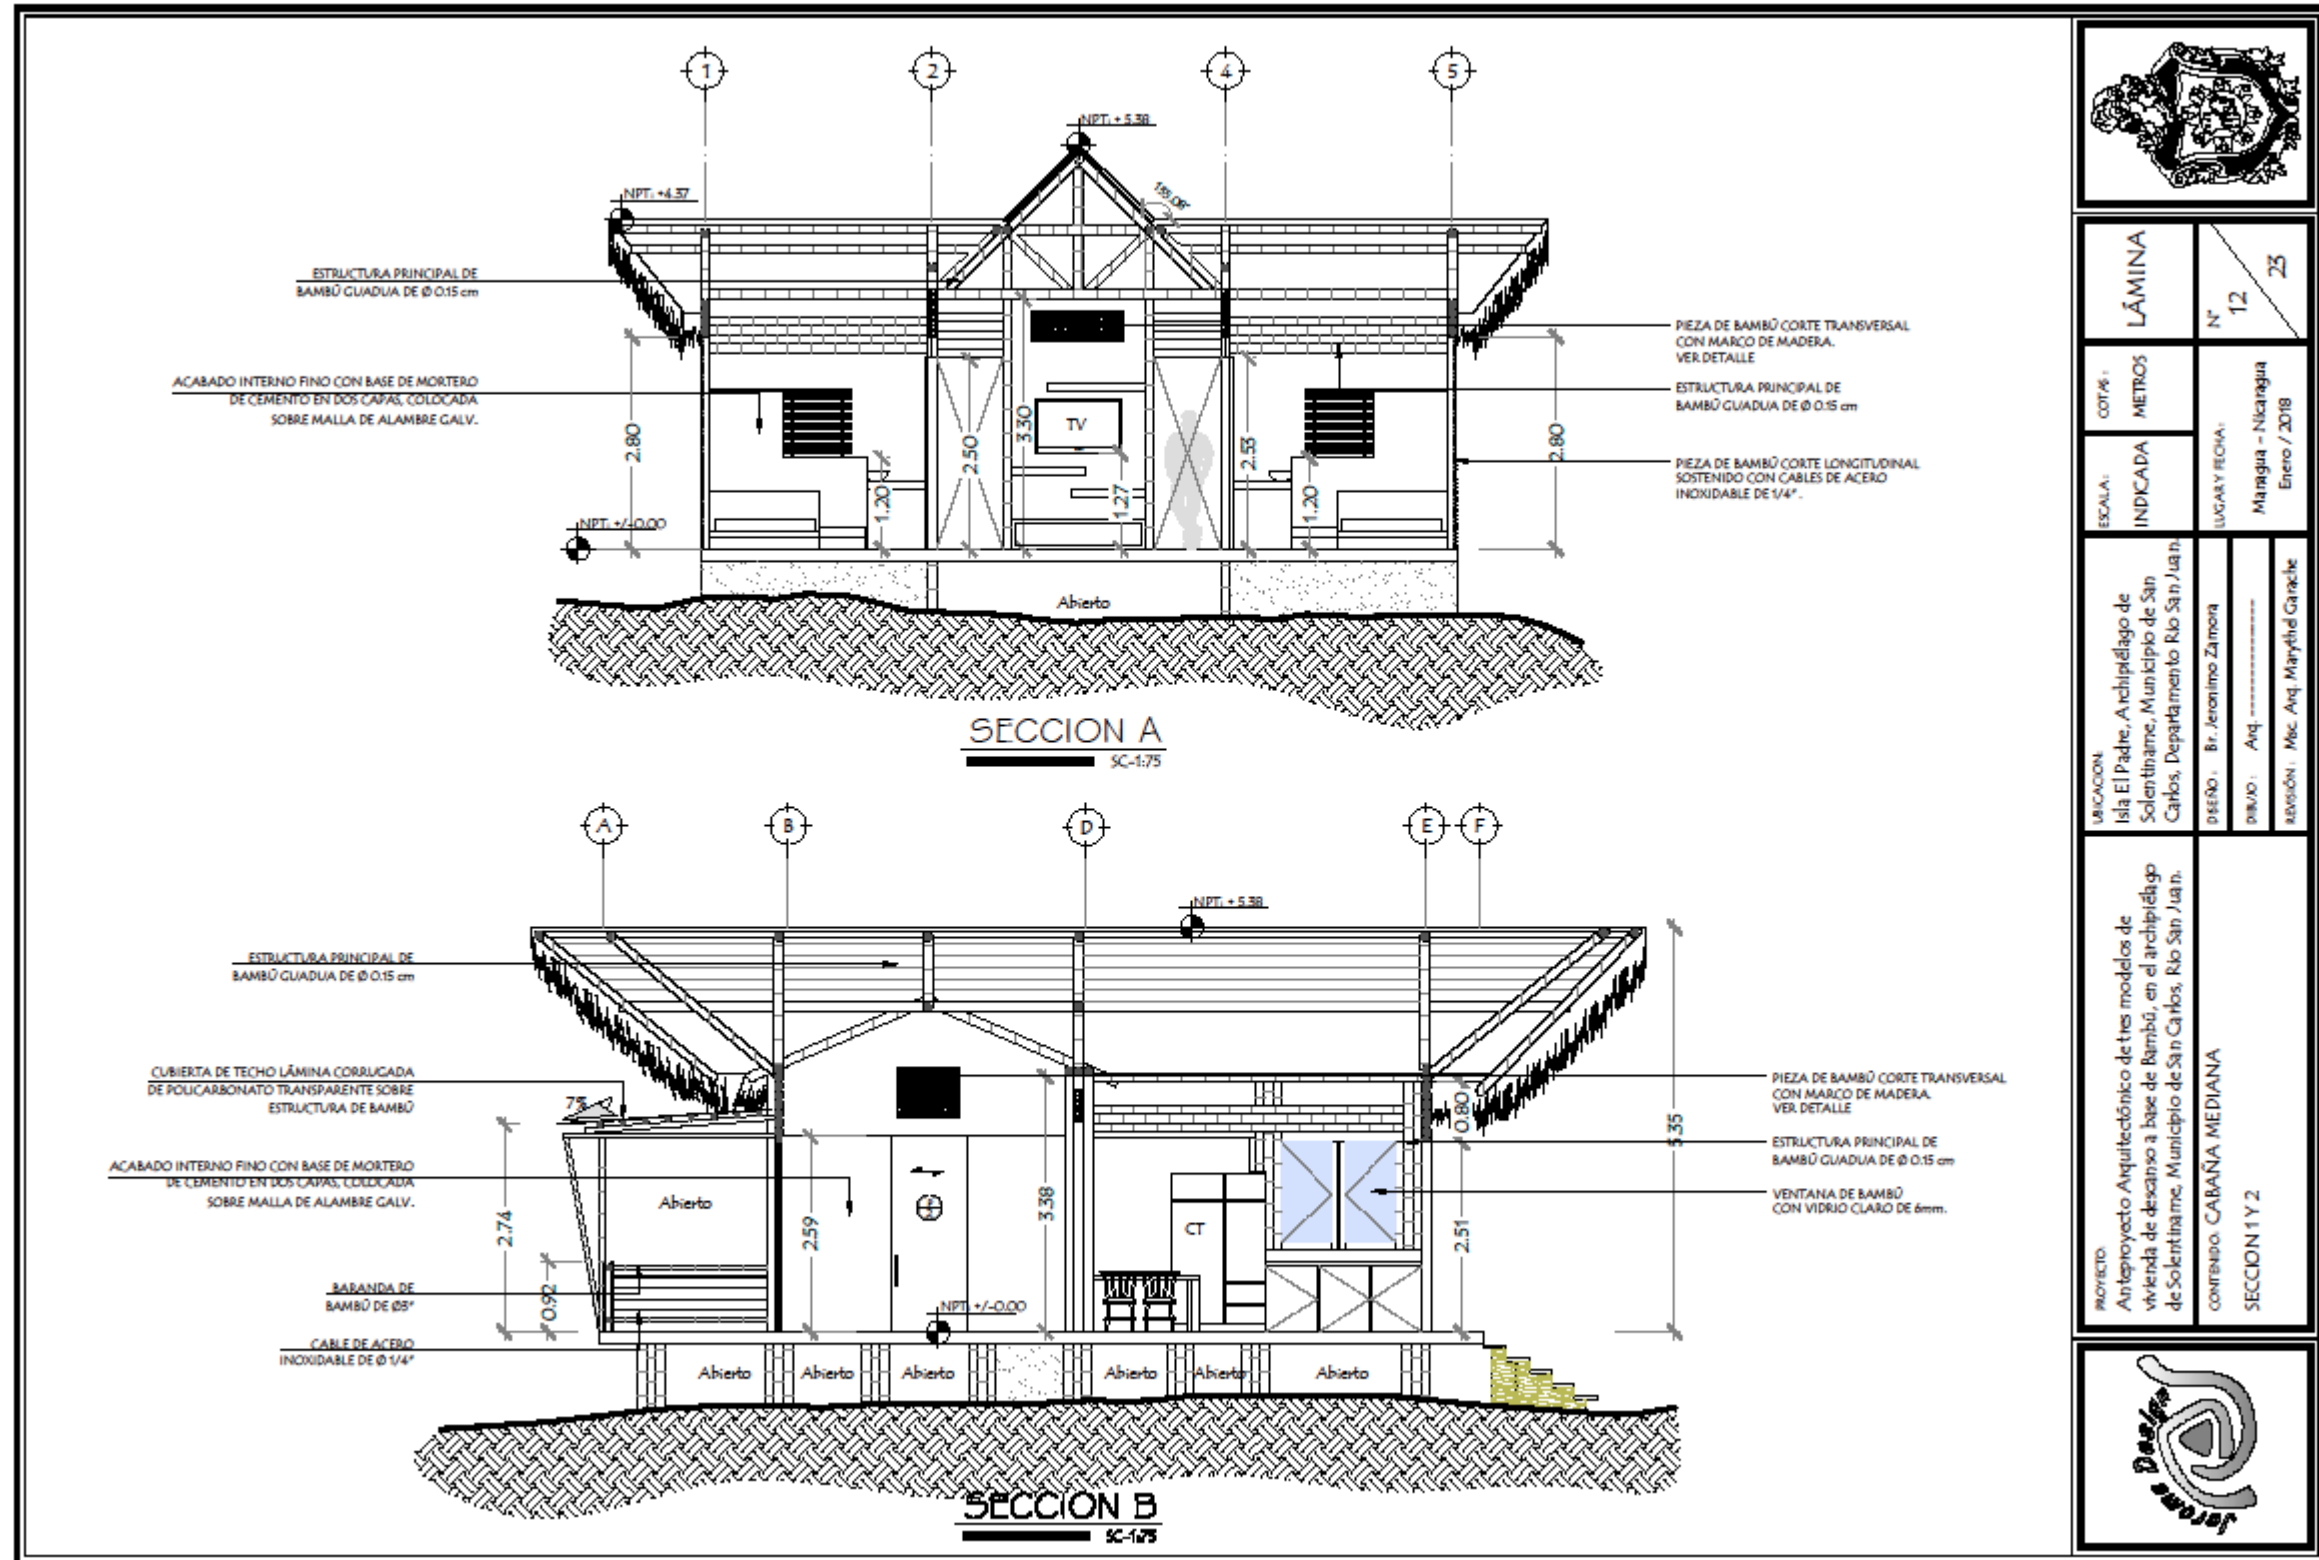 1
2
4
5
NPT: + 5.38
NPT: +4.37
155.08°
ESTRUCTURA PRINCIPAL DE
BAMBÚ GUADUA DE Ø 0.15 cm
ACABADO INTERNO FINO CON BASE DE MORTERO
DE CEMENTO EN DOS CAPAS, COLOCADA
SOBRE MALLA DE ALAMBRE GALV.
PIEZA DE BAMBÚ CORTE TRANSVERSAL
CON MARCO DE MADERA.
VER DETALLE
ESTRUCTURA PRINCIPAL DE
BAMBÚ GUADUA DE Ø 0.15 cm
PIEZA DE BAMBÚ CORTE LONGITUDINAL
SOSTENIDO CON CABLES DE ACERO
INOXIDABLE DE 1/4".
2.80
1.20
2.50
3.30
TV
1.27
2.53
1.20
2.80
NPT: +/-0.00
Abierto
SECCION A
SC-1:75
A
B
D
E
F
NPT: + 5.38
ESTRUCTURA PRINCIPAL DE
BAMBÚ GUADUA DE Ø 0.15 cm
CUBIERTA DE TECHO LÁMINA CORRUGADA
DE POLICARBONATO TRANSPARENTE SOBRE
ESTRUCTURA DE BAMBÚ
7%
ACABADO INTERNO FINO CON BASE DE MORTERO
DE CEMENTO EN DOS CAPAS, COLOCADA
SOBRE MALLA DE ALAMBRE GALV.
BARANDA DE
BAMBÚ DE Ø3"
CABLE DE ACERO
INOXIDABLE DE Ø 1/4"
2.74
0.92
Abierto
2.59
3.38
CT
0.80
2.51
5.35
NPT: +/-0.00
PIEZA DE BAMBÚ CORTE TRANSVERSAL
CON MARCO DE MADERA.
VER DETALLE
ESTRUCTURA PRINCIPAL DE
BAMBÚ GUADUA DE Ø 0.15 cm
VENTANA DE BAMBÚ
CON VIDRIO CLARO DE 6mm.
Abierto Abierto Abierto Abierto Abierto Abierto
SECCION B
SC-1:75
LÁMINA
N°
12
23
COTAS:
METROS
ESCALA:
INDICADA
LUGAR Y FECHA:
Managua - Nicaragua
Enero / 2018
UBICACION:
Isla El Padre, Archipiélago de
Solentiname, Municipio de San
Carlos, Departamento Río San Juan.
DISEÑO: Br. Jeronimo Zamora
DIBUJO: Arq. --------------
REVISIÓN: Msc. Arq. Marythel Garache
PROYECTO:
Anteproyecto Arquitectónico de tres modelos de
vivienda de descanso a base de Bambú, en el archipiélago
de Solentiname, Municipio de San Carlos, Río San Juan.
CONTENIDO: CABAÑA MEDIANA
SECCION 1 Y 2
Jerome Design